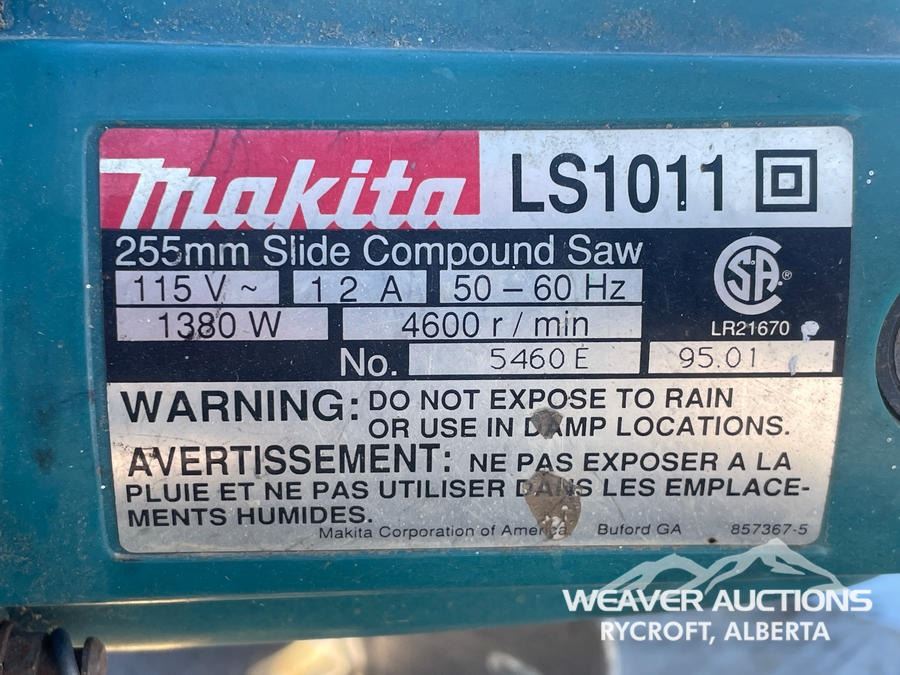 makita LS1011
255mm Slide Compound Saw
115 V ~ 12 A 50 – 60 Hz
1380 W 4600 r / min
SA ®
LR21670
No. 5460 E 95.01
WARNING: DO NOT EXPOSE TO RAIN
OR USE IN DAMP LOCATIONS.
AVERTISSEMENT: NE PAS EXPOSER A LA
PLUIE ET NE PAS UTILISER DANS LES EMPLACE-
MENTS HUMIDES.
Makita Corporation of America Buford GA 857367-5
WEAVER AUCTIONS
RYCROFT, ALBERTA